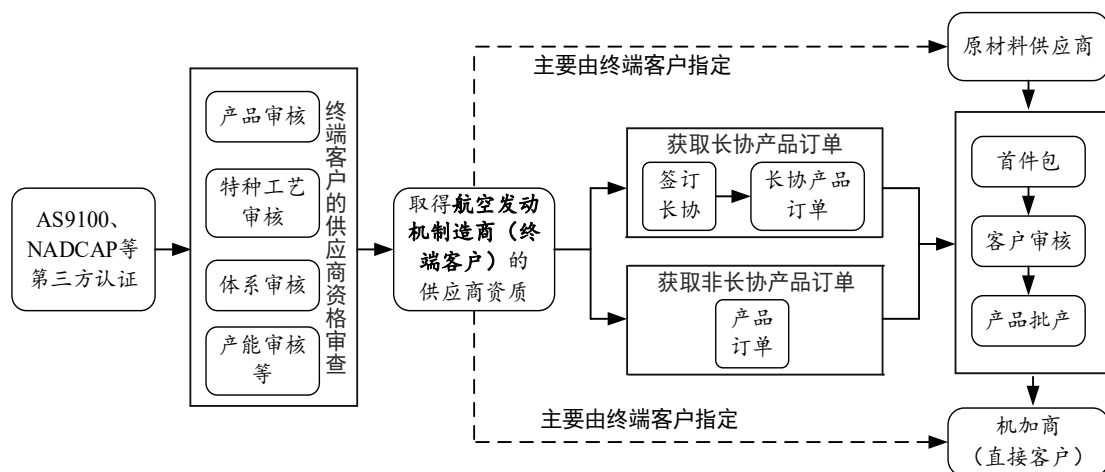 AS9100、
NADCAP等
第三方认证
产品审核
特种工艺
审核
体系审核
产能审核
等
终端客户的供应商资格审查
取得航空发动
机制造商（终
端客户）的
供应商资质
主要由终端客户指定
获取长协产品订单
签订
长协
长协产品
订单
获取非长协产品订单
产品
订单
主要由终端客户指定
原材料供应商
首件包
客户审核
产品批产
机加商
（直接客户）